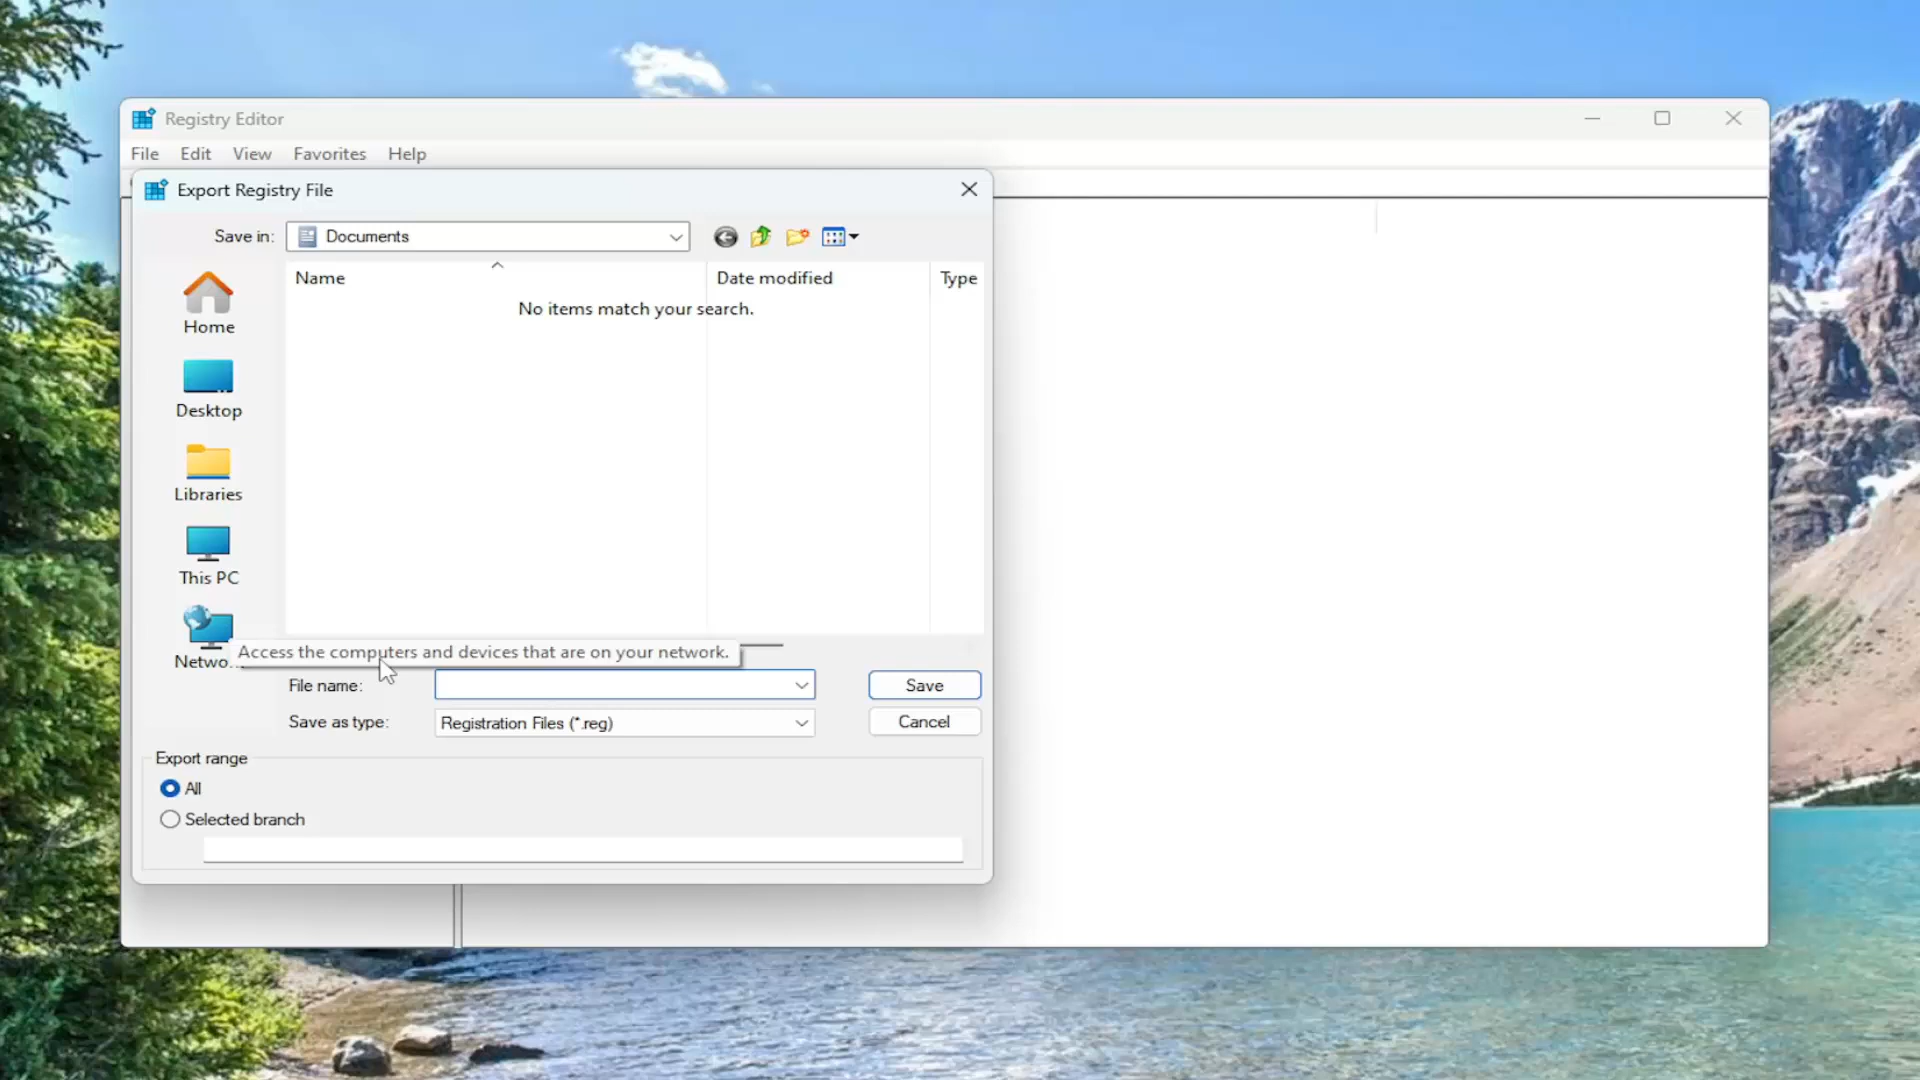 Registry Editor
File Edit View Favorites Help
Export Registry File
Save in: Documents
Name Date modified Type
No items match your search.
Home
Desktop
Libraries
This PC
Access the computers and devices that are on your network.
File name: Save
Save as type: Registration Files (*.reg) Cancel
Export range
All
Selected branch